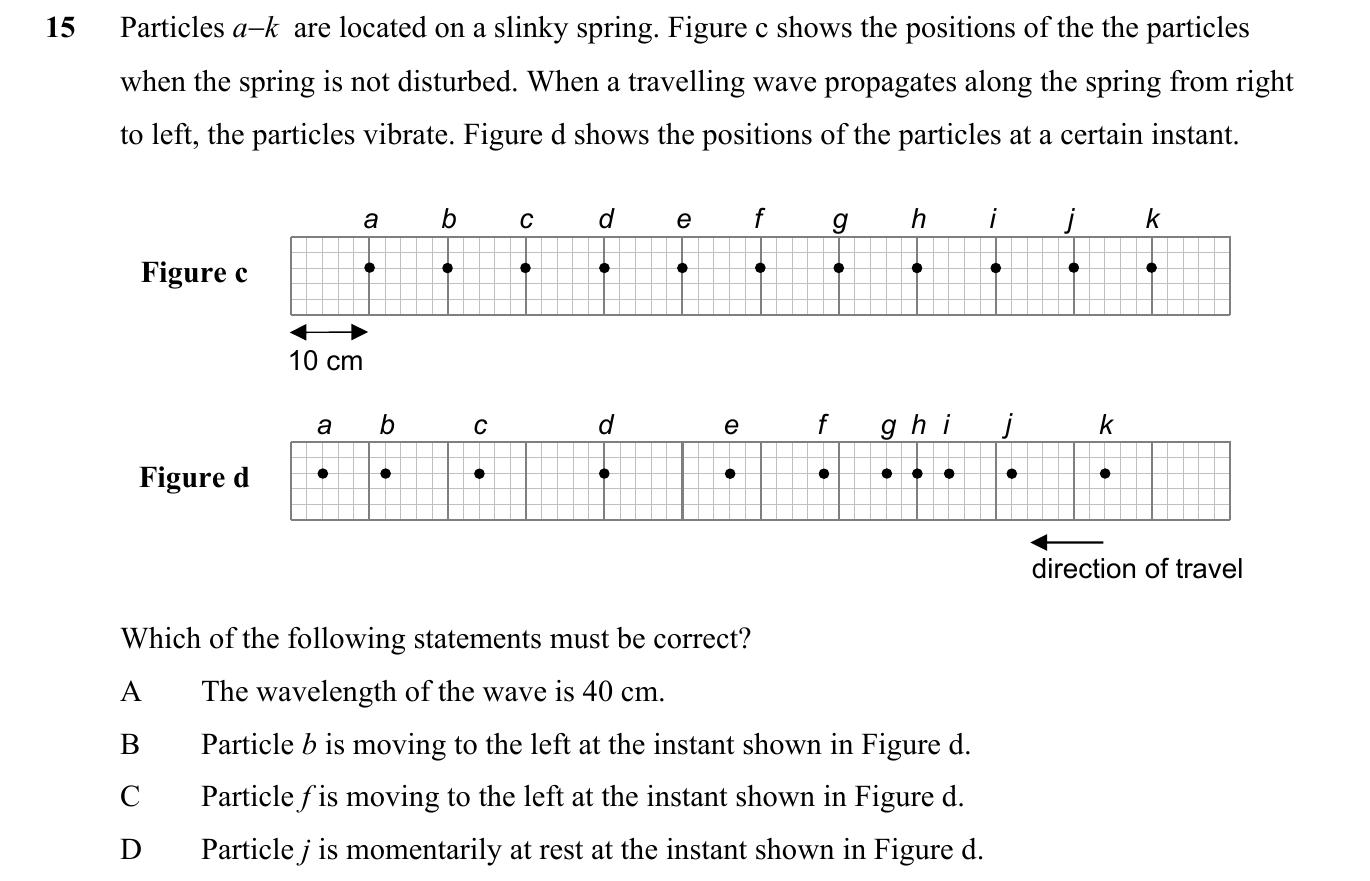 15 Particles a–k are located on a slinky spring. Figure c shows the positions of the the particles
when the spring is not disturbed. When a travelling wave propagates along the spring from right
to left, the particles vibrate. Figure d shows the positions of the particles at a certain instant.
a b c d e f g h i j k
Figure c
10 cm
a b c d e f g h i j k
Figure d
direction of travel
Which of the following statements must be correct?
A The wavelength of the wave is 40 cm.
B Particle b is moving to the left at the instant shown in Figure d.
C Particle f is moving to the left at the instant shown in Figure d.
D Particle j is momentarily at rest at the instant shown in Figure d.